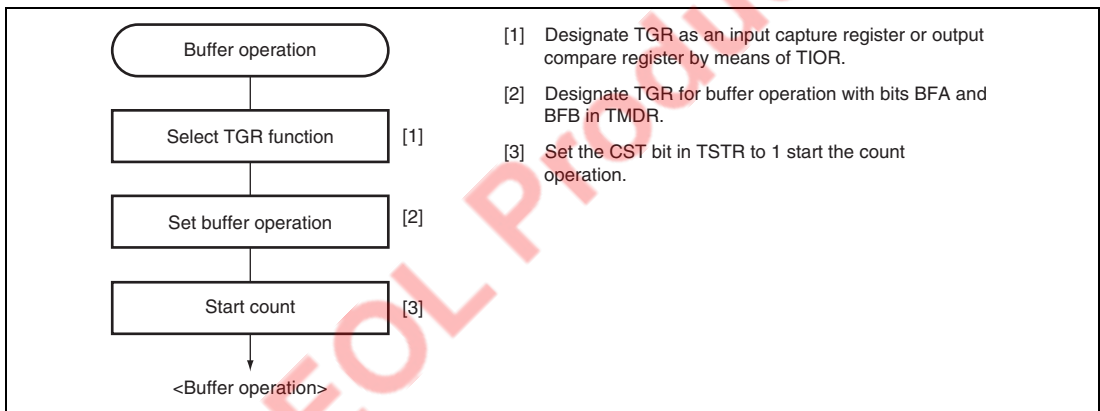 Buffer operation
Select TGR function
[1]
Set buffer operation
[2]
Start count
[3]
<Buffer operation>
[1] Designate TGR as an input capture register or output
compare register by means of TIOR.
[2] Designate TGR for buffer operation with bits BFA and
BFB in TMDR.
[3] Set the CST bit in TSTR to 1 start the count
operation.
EOL Product